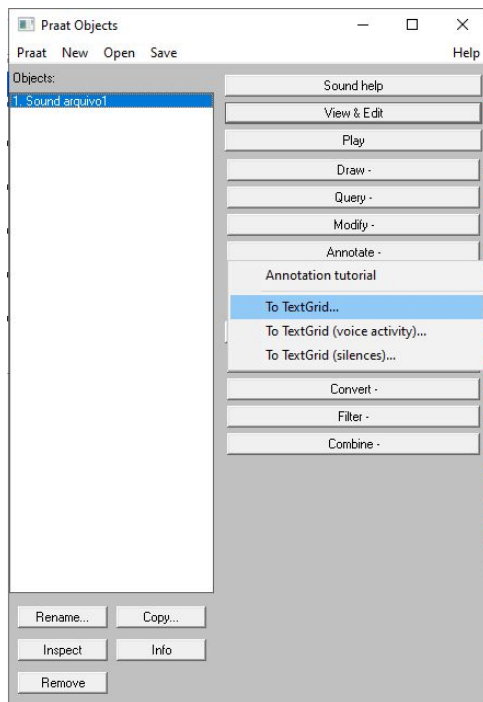 Praat Objects
Praat New Open Save Help
Objects:
1. Sound arquivo1
Sound help
View & Edit
Play
Draw -
Query -
Modify -
Annotate -
Annotation tutorial
To TextGrid...
To TextGrid (voice activity)...
To TextGrid (silences)...
Convert -
Filter -
Combine -
Rename... Copy...
Inspect Info
Remove